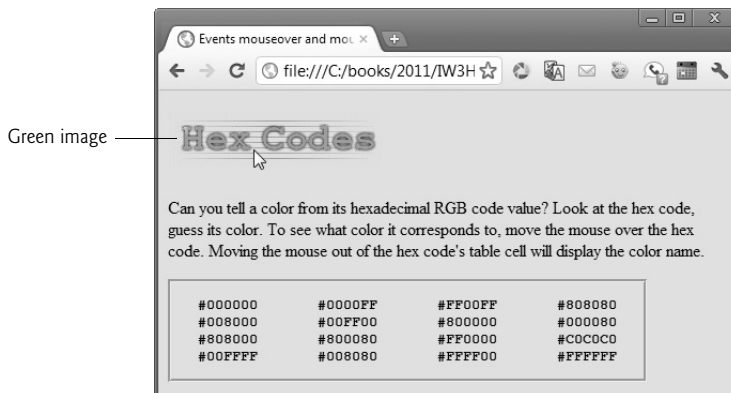 Events mouseover and mou
file:///C:/books/2011/IW3H
Green image
Hex Codes
Can you tell a color from its hexadecimal RGB code value? Look at the hex code,
guess its color. To see what color it corresponds to, move the mouse over the hex
code. Moving the mouse out of the hex code's table cell will display the color name.
#000000 #0000FF #FF00FF #808080
#008000 #00FF00 #800000 #000080
#808000 #800080 #FF0000 #C0C0C0
#00FFFF #008080 #FFFF00 #FFFFFF